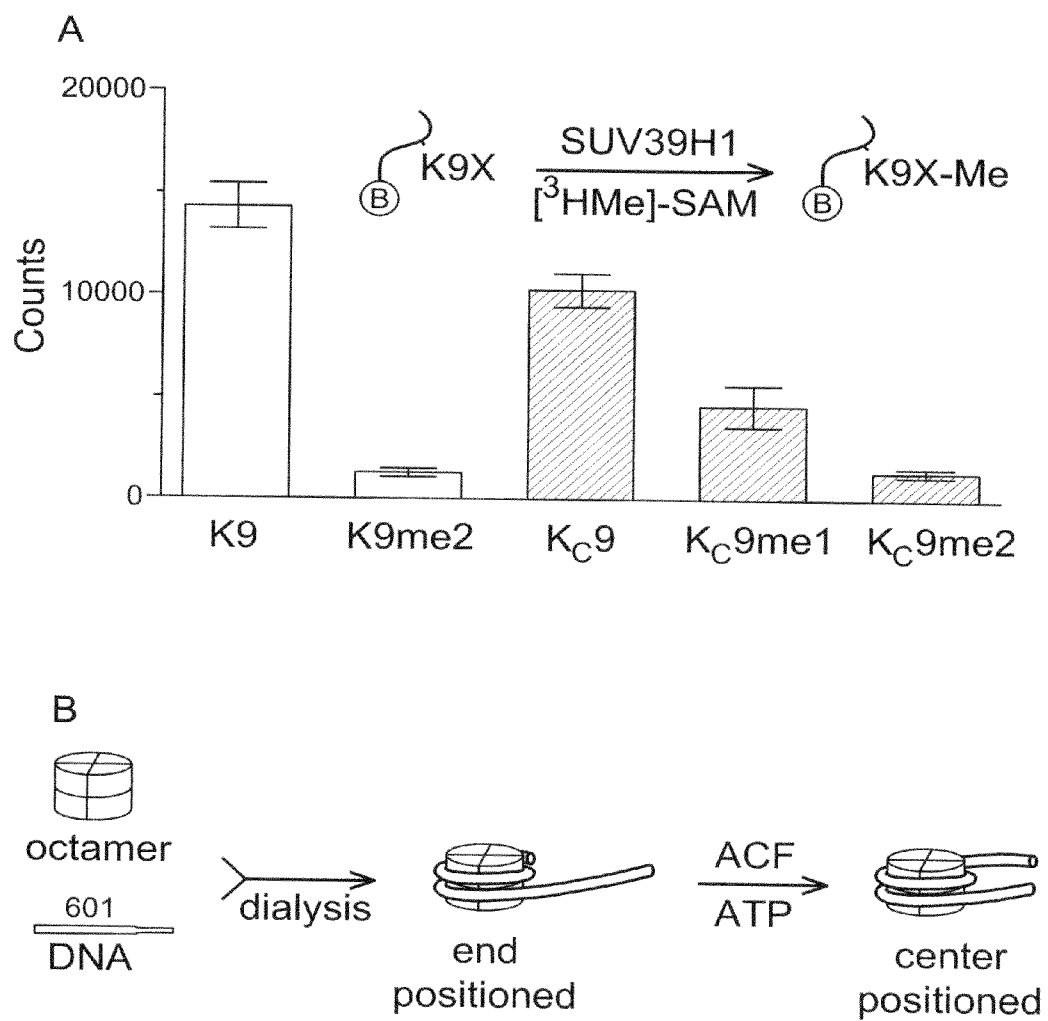 A
20000
10000
0
Counts
B
K9X
SUV39H1
[³HMe]-SAM
B
K9X-Me
K9
K9me2
KC9
KC9me1
KC9me2
B
octamer
601
DNA
dialysis
end
positioned
ACF
ATP
center
positioned